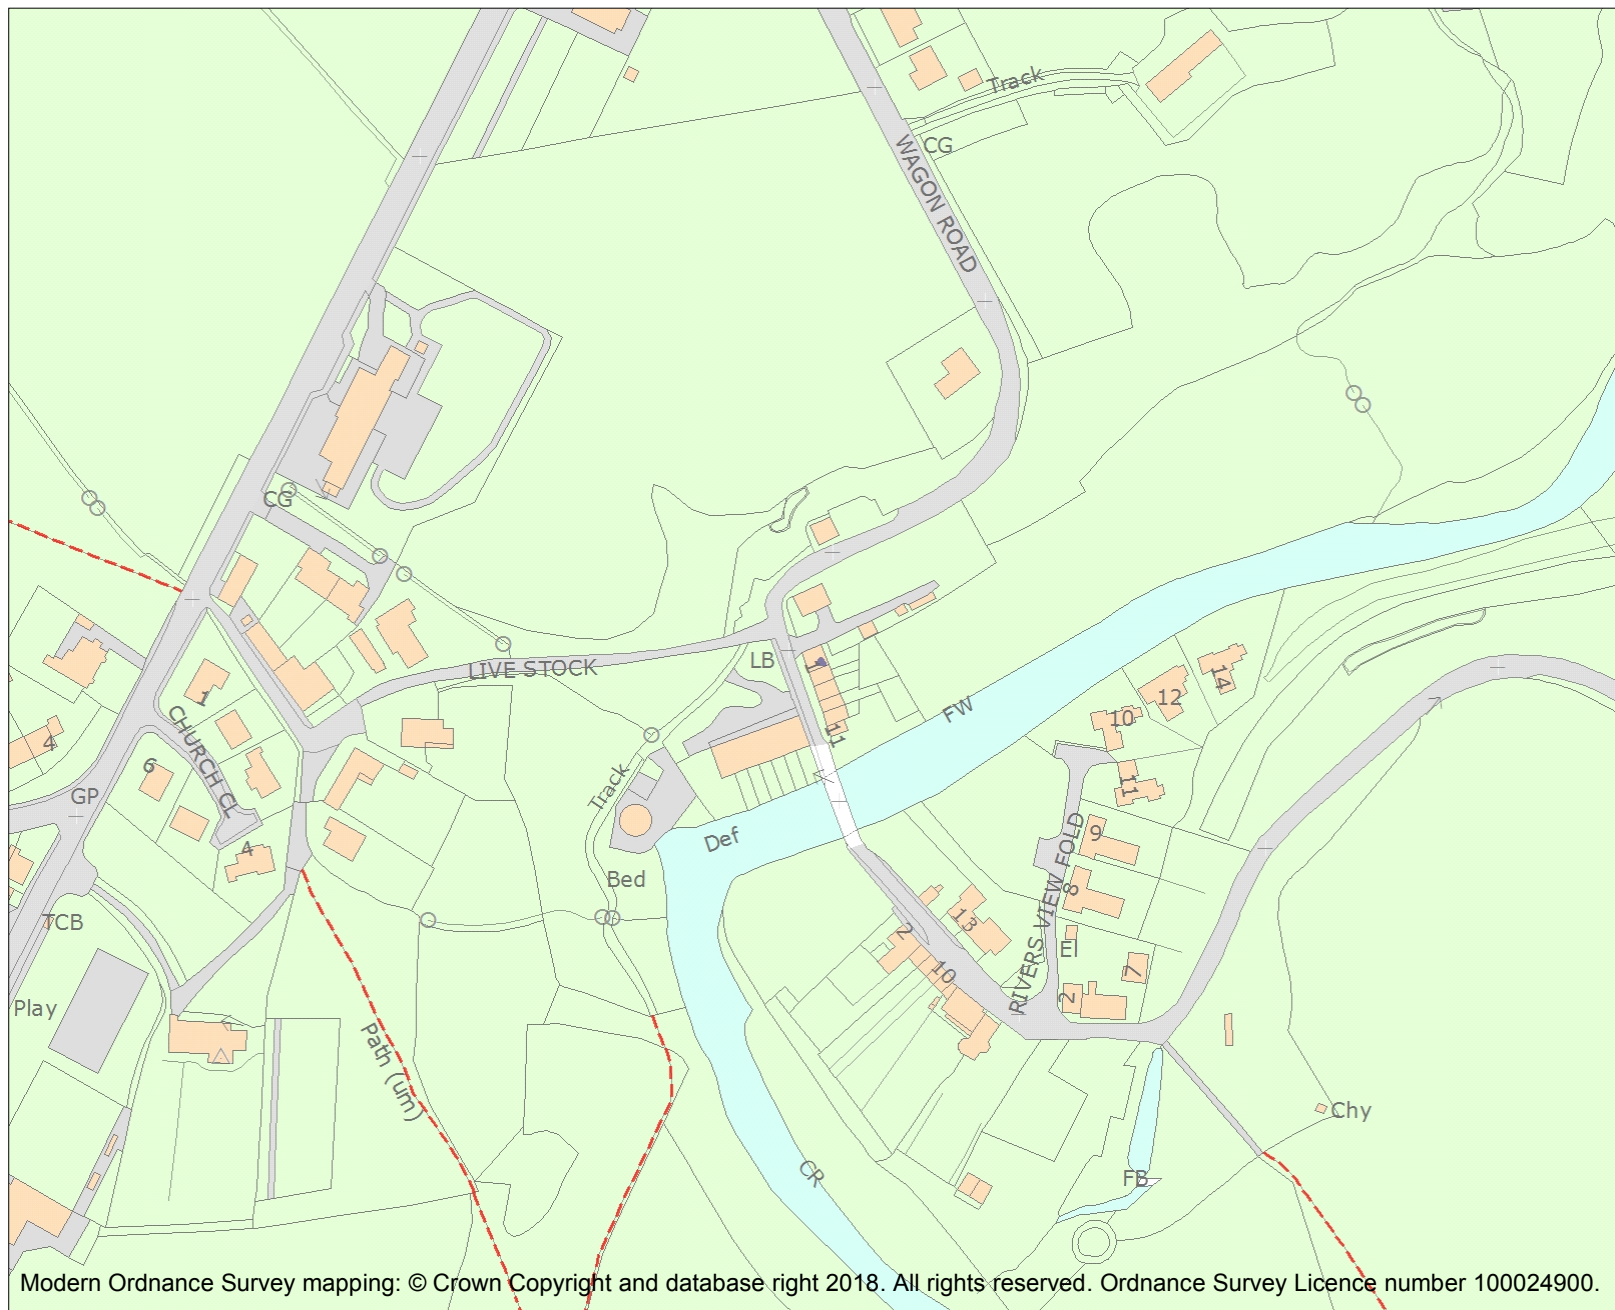 Track
CG
WAGON ROAD
CG
LIVE STOCK
LB
1
11
FW
14
12
10
11
1
CHURCH CL
4
6
GP
4
Track
Def
9
8
RIVERS VIEW FOLD
Bed
TCB
2
13
El
10
7
2
Play
Path (um)
Chy
CR
FB
Modern Ordnance Survey mapping: © Crown Copyright and database right 2018. All rights reserved. Ordnance Survey Licence number 100024900.